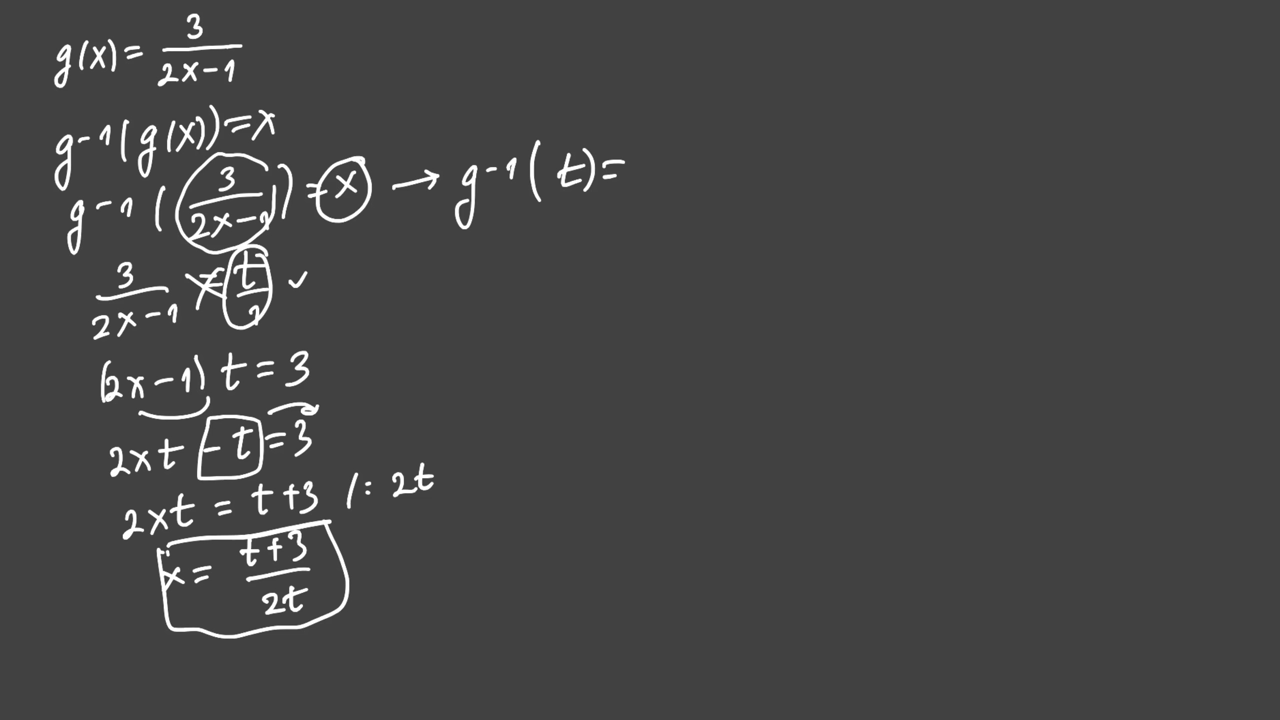 g(x) = 3/(2x-1)
g-1(g(x)) = x
g-1(3/(2x-1)) = x → g-1(t) =
3/(2x-1) = t/1 ✓
(2x-1) t = 3
2xt - t = 3
2xt = t+3 /: 2t
x = (t+3)/(2t)